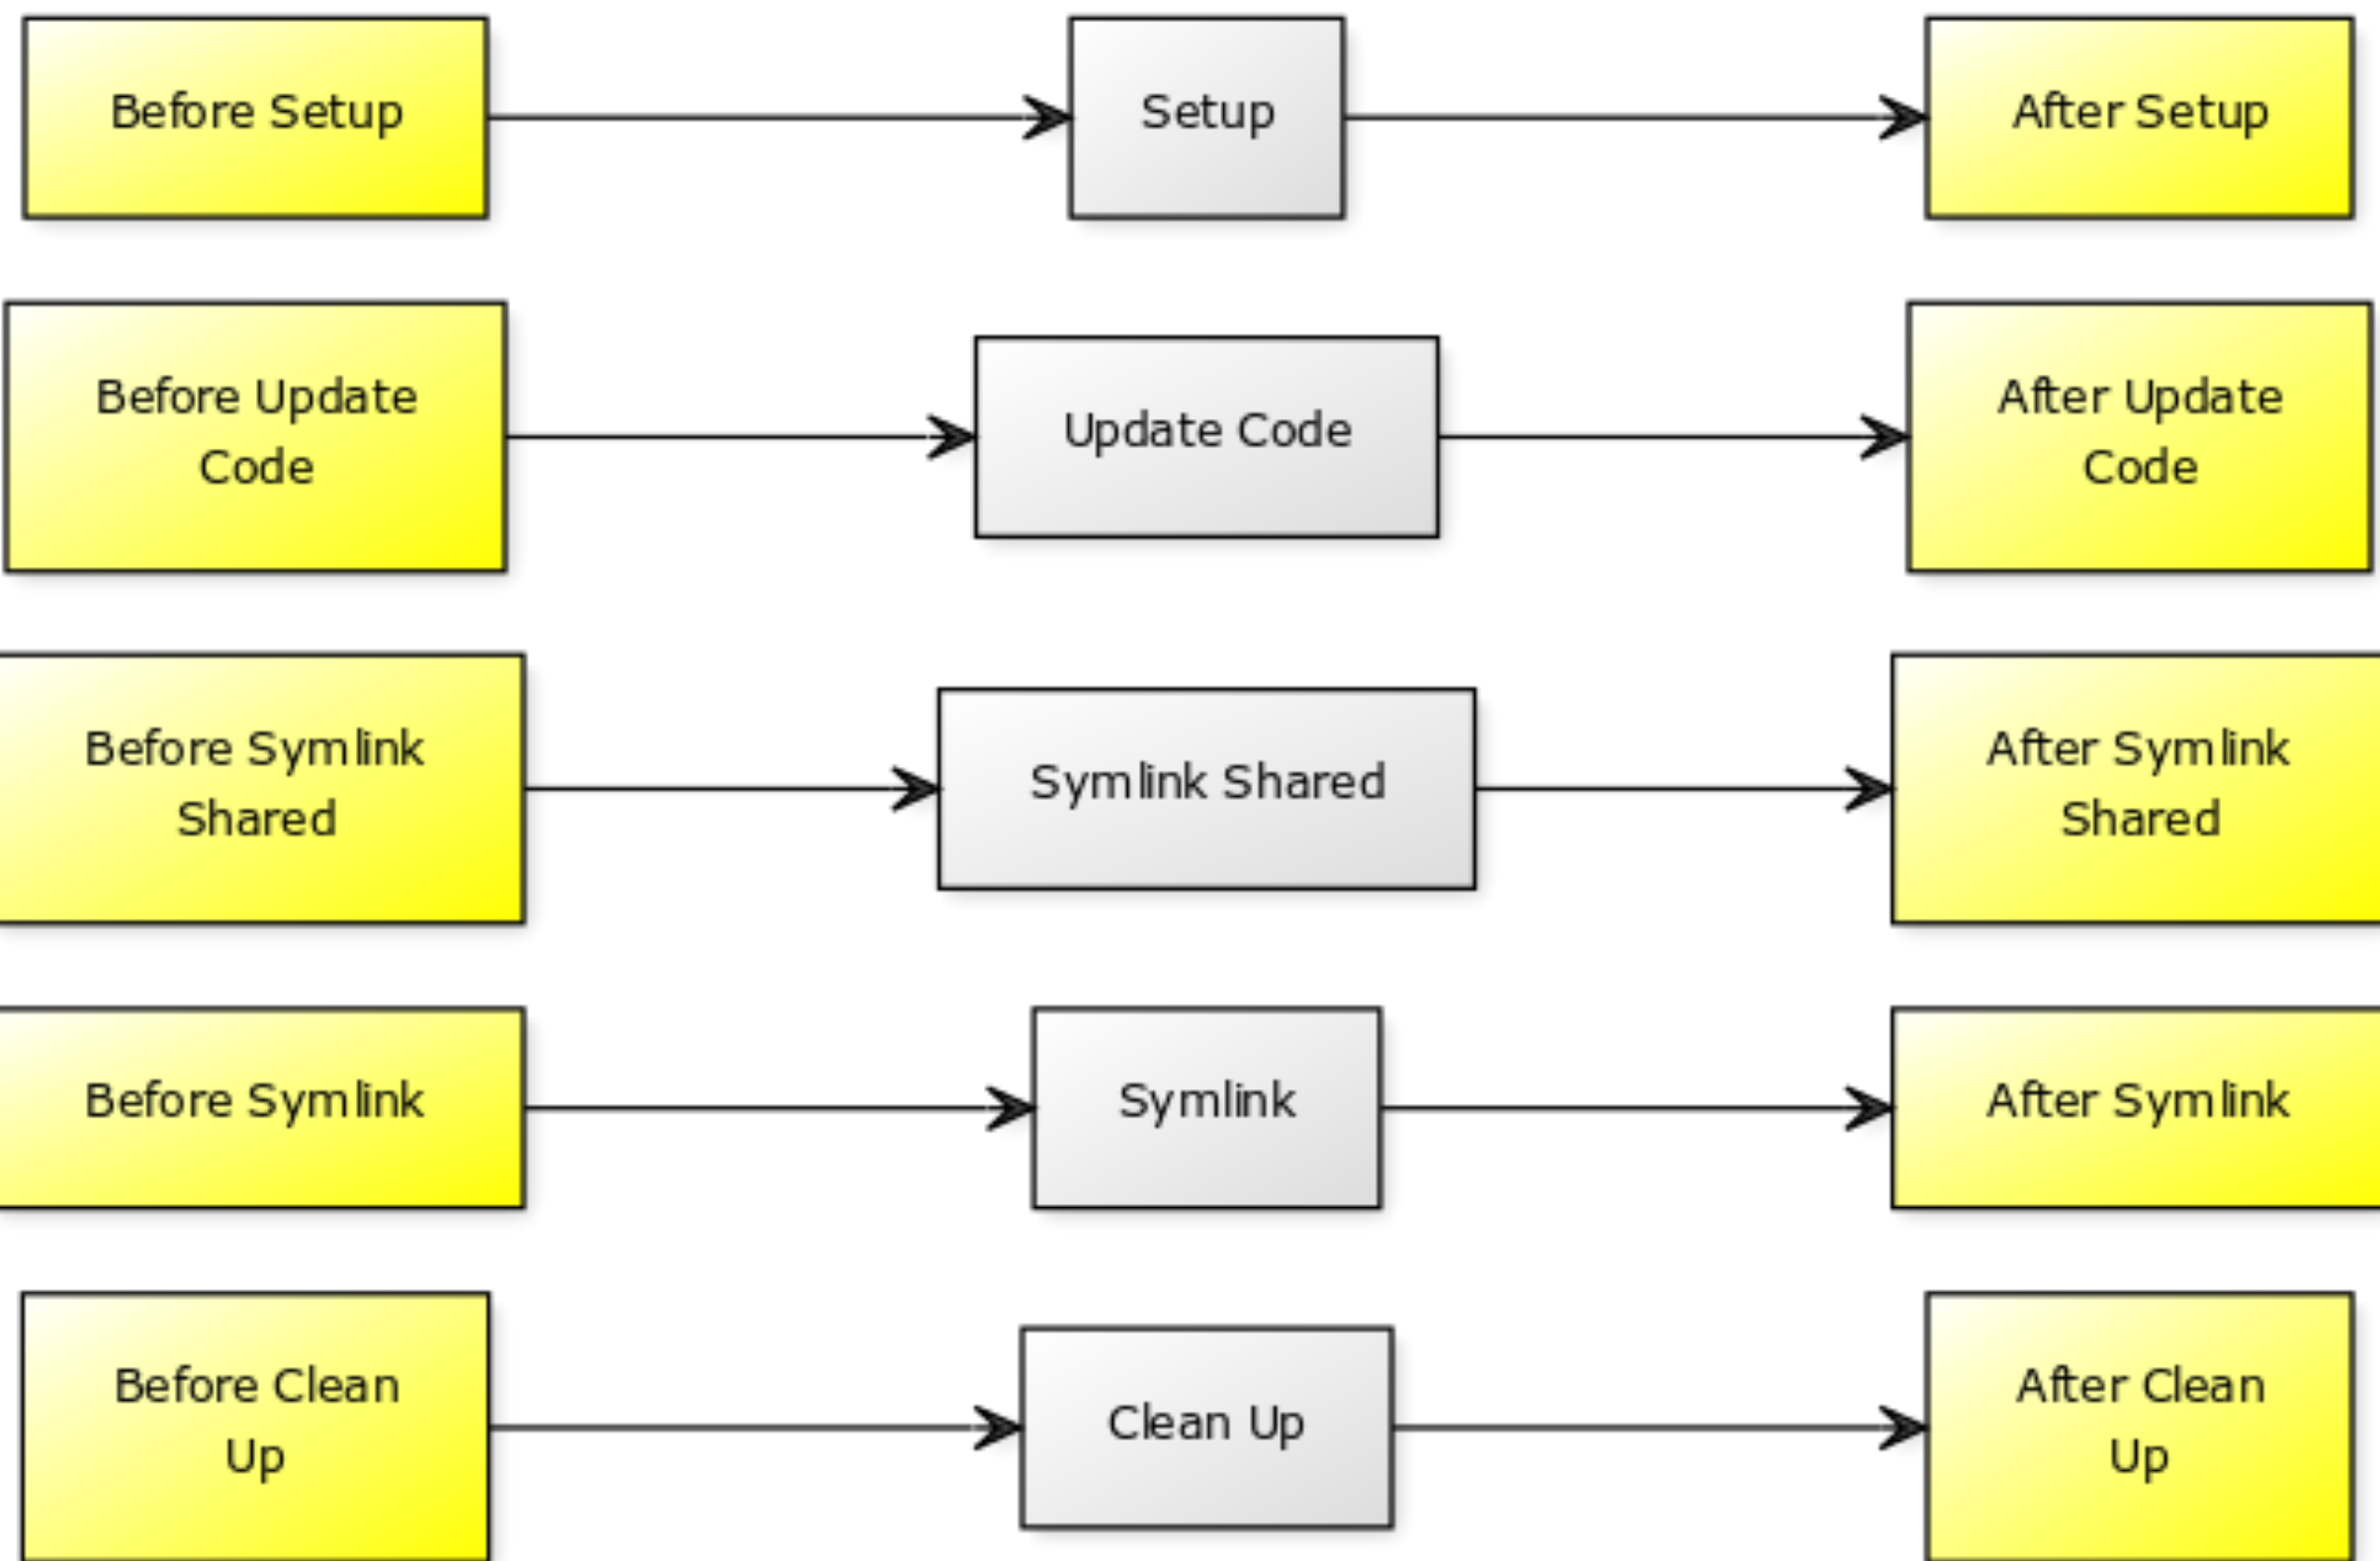 Before Setup
Setup
After Setup
Before Update
Code
Update Code
After Update
Code
Before Symlink
Shared
Symlink Shared
After Symlink
Shared
Before Symlink
Symlink
After Symlink
Before Clean
Up
Clean Up
After Clean
Up